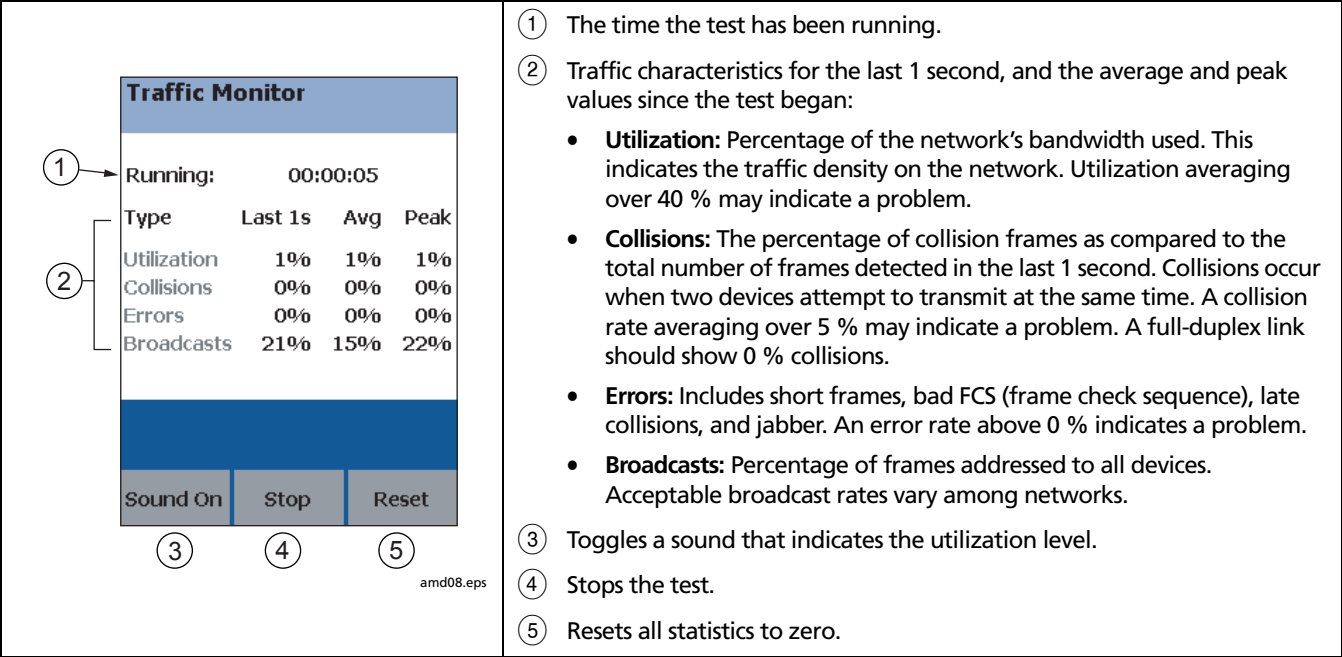 Traffic Monitor
1
Running: 00:00:05
Type Last 1s Avg Peak
2
Utilization 1% 1% 1%
Collisions 0% 0% 0%
Errors 0% 0% 0%
Broadcasts 21% 15% 22%
Sound On Stop Reset
3 4 5
amd08.eps
1 The time the test has been running.
2 Traffic characteristics for the last 1 second, and the average and peak
values since the test began:
• Utilization: Percentage of the network’s bandwidth used. This
indicates the traffic density on the network. Utilization averaging
over 40 % may indicate a problem.
• Collisions: The percentage of collision frames as compared to the
total number of frames detected in the last 1 second. Collisions occur
when two devices attempt to transmit at the same time. A collision
rate averaging over 5 % may indicate a problem. A full-duplex link
should show 0 % collisions.
• Errors: Includes short frames, bad FCS (frame check sequence), late
collisions, and jabber. An error rate above 0 % indicates a problem.
• Broadcasts: Percentage of frames addressed to all devices.
Acceptable broadcast rates vary among networks.
3 Toggles a sound that indicates the utilization level.
4 Stops the test.
5 Resets all statistics to zero.